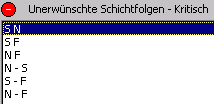 Unerwünschte Schichtfolgen - Kritisch
S N
S F
N F
N - S
S - F
N - F